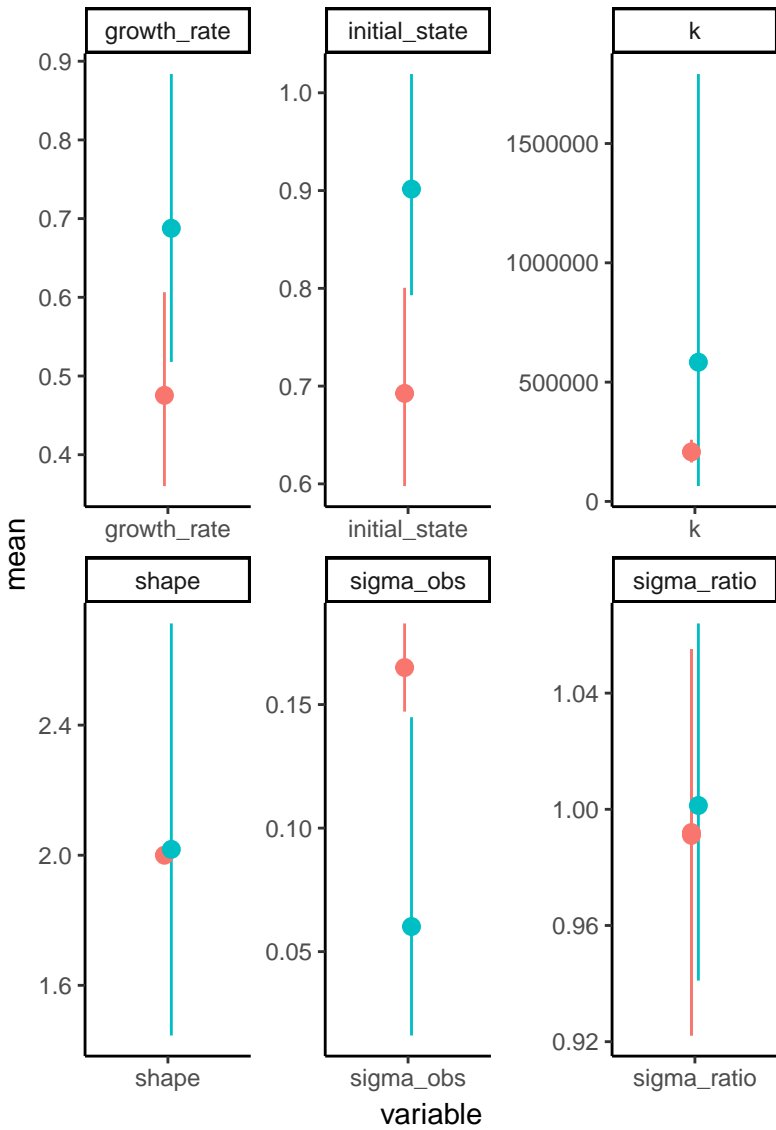 growth_rate
initial_state
k
0.9
0.8
0.7
0.6
0.5
0.4
1.0
0.9
0.8
0.7
0.6
1500000
1000000
500000
0
growth_rate
initial_state
k
mean
shape
sigma_obs
sigma_ratio
2.4
2.0
1.6
0.15
0.10
0.05
1.04
1.00
0.96
0.92
shape
sigma_obs
sigma_ratio
variable